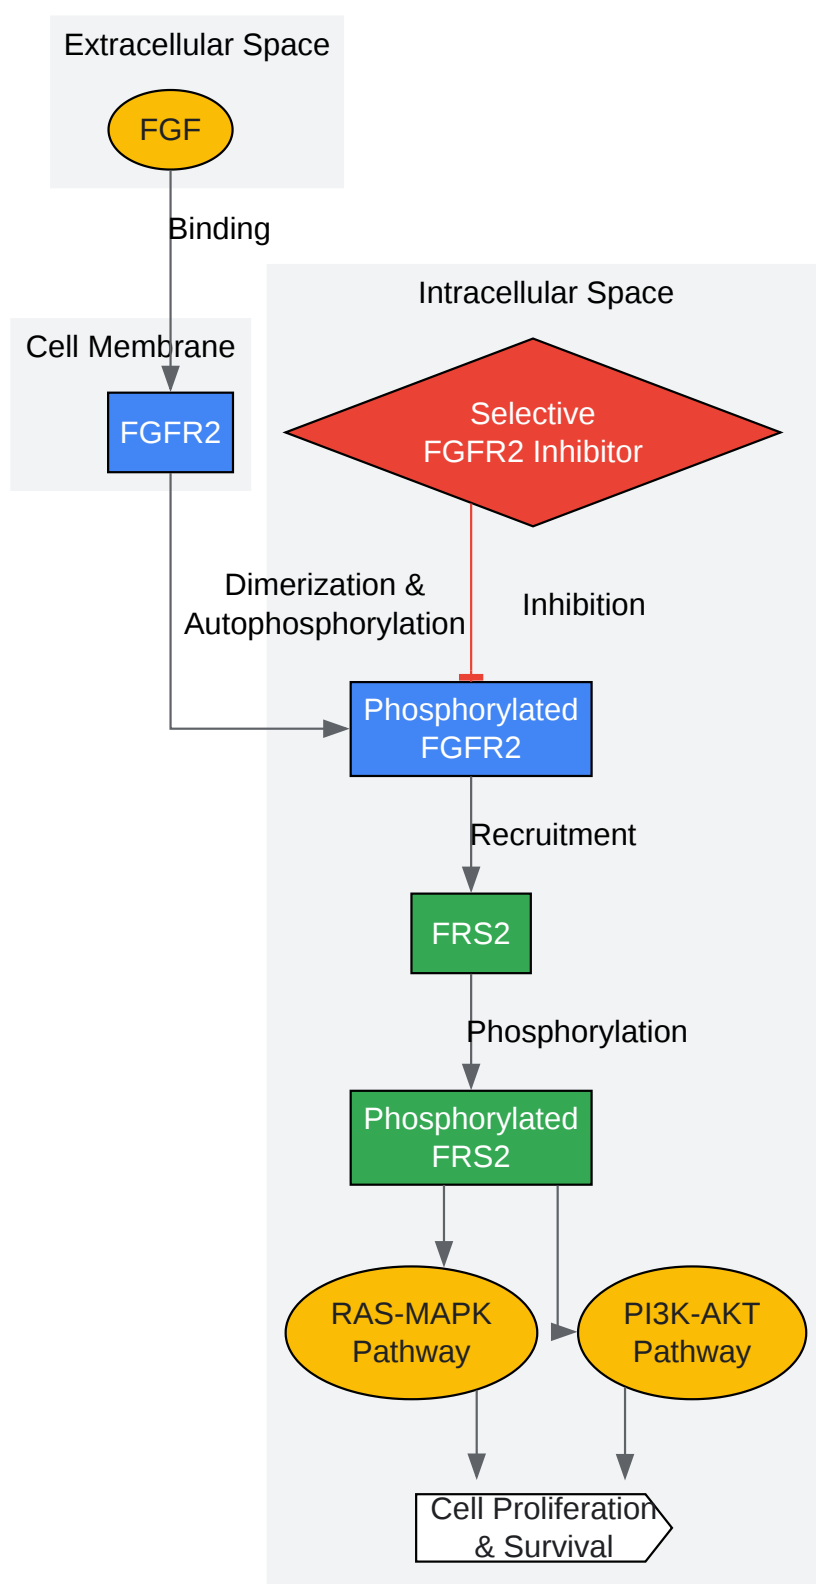 Extracellular Space
FGF
Binding
Intracellular Space
Cell Membrane
FGFR2
Selective
FGFR2 Inhibitor
Dimerization &
Autophosphorylation
Inhibition
Phosphorylated
FGFR2
Recruitment
FRS2
Phosphorylation
Phosphorylated
FRS2
RAS-MAPK
Pathway
PI3K-AKT
Pathway
Cell Proliferation
& Survival